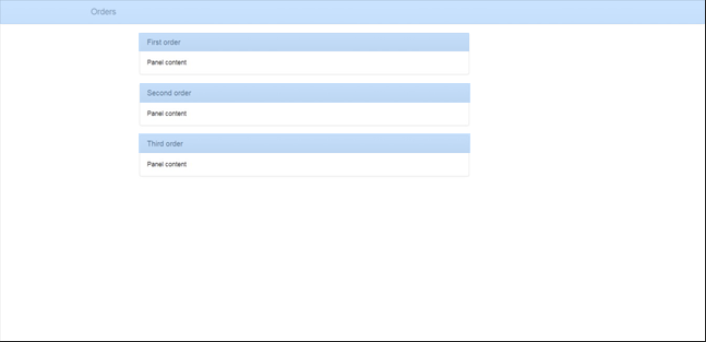 Orders
First order
Panel content
Second order
Panel content
Third order
Panel content